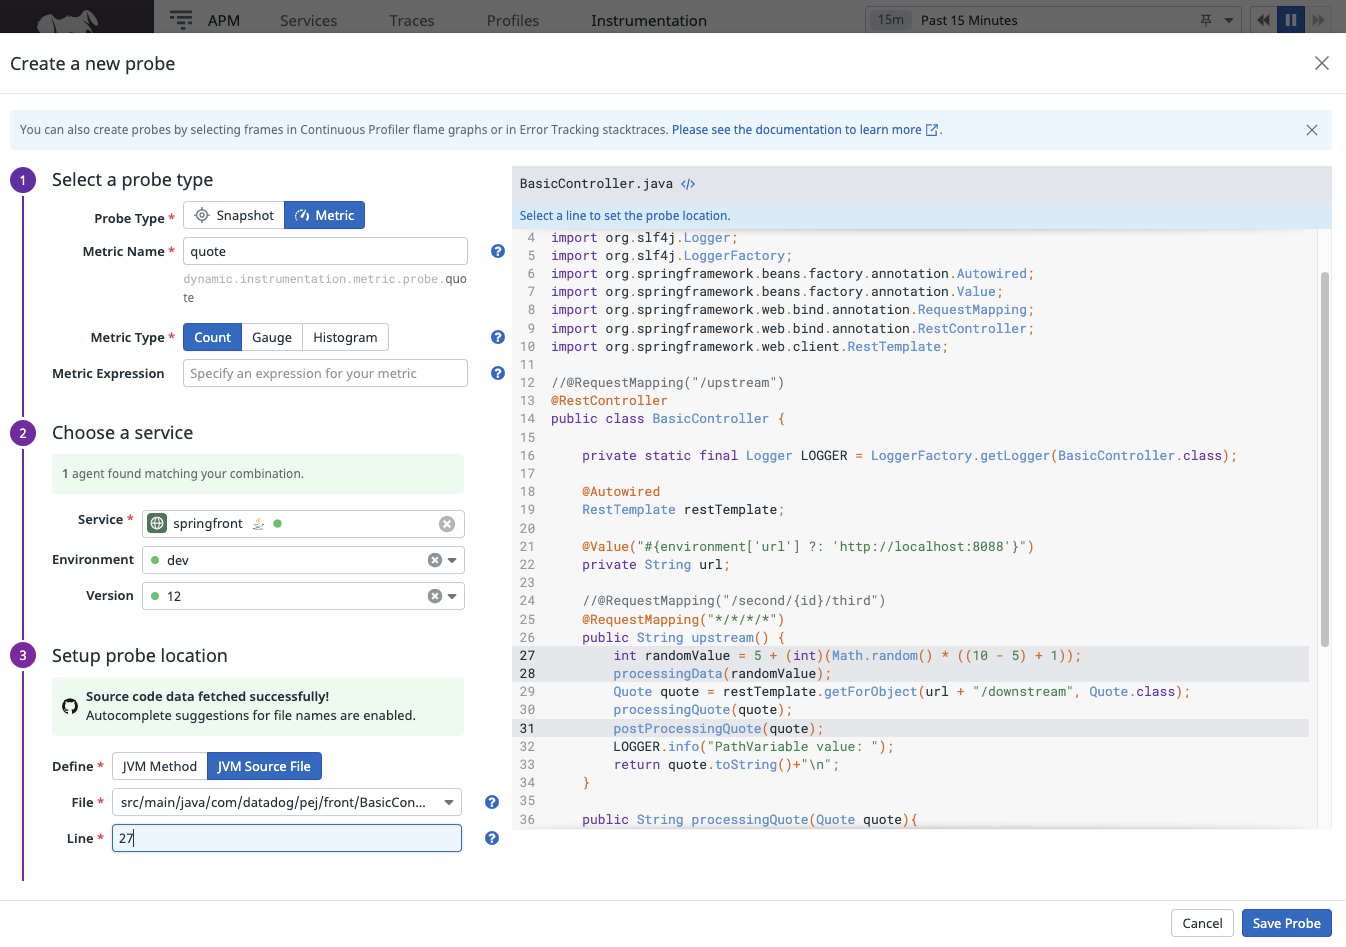 APM Services Traces Profiles Instrumentation 15m Past 15 Minutes
Create a new probe
You can also create probes by selecting frames in Continuous Profiler flame graphs or in Error Tracking stacktraces. Please see the documentation to learn more.
1 Select a probe type
Probe Type * Snapshot Metric
Metric Name * quote ?
dynamic.instrumentation.metric.probe.quo
te
Metric Type * Count Gauge Histogram ?
Metric Expression Specify an expression for your metric ?
2 Choose a service
1 agent found matching your combination.
Service * springfront
Environment dev
Version 12
3 Setup probe location
Source code data fetched successfully!
Autocomplete suggestions for file names are enabled.
Define * JVM Method JVM Source File
File * src/main/java/com/datadog/pej/front/BasicCon... ?
Line * 27 ?
BasicController.java </>
Select a line to set the probe location.
4 import org.slf4j.Logger;
5 import org.slf4j.LoggerFactory;
6 import org.springframework.beans.factory.annotation.Autowired;
7 import org.springframework.beans.factory.annotation.Value;
8 import org.springframework.web.bind.annotation.RequestMapping;
9 import org.springframework.web.bind.annotation.RestController;
10 import org.springframework.web.client.RestTemplate;
11
12 //@RequestMapping("/upstream")
13 @RestController
14 public class BasicController {
15
16 private static final Logger LOGGER = LoggerFactory.getLogger(BasicController.class);
17
18 @Autowired
19 RestTemplate restTemplate;
20
21 @Value("#{environment['url'] ?: 'http://localhost:8088'}")
22 private String url;
23
24 //@RequestMapping("/second/{id}/third")
25 @RequestMapping("*/*/*/*")
26 public String upstream() {
27 int randomValue = 5 + (int)(Math.random() * ((10 - 5) + 1));
28 processingData(randomValue);
29 Quote quote = restTemplate.getForObject(url + "/downstream", Quote.class);
30 processingQuote(quote);
31 postProcessingQuote(quote);
32 LOGGER.info("PathVariable value: ");
33 return quote.toString()+"\n";
34 }
35
36 public String processingQuote(Quote quote){
Cancel Save Probe